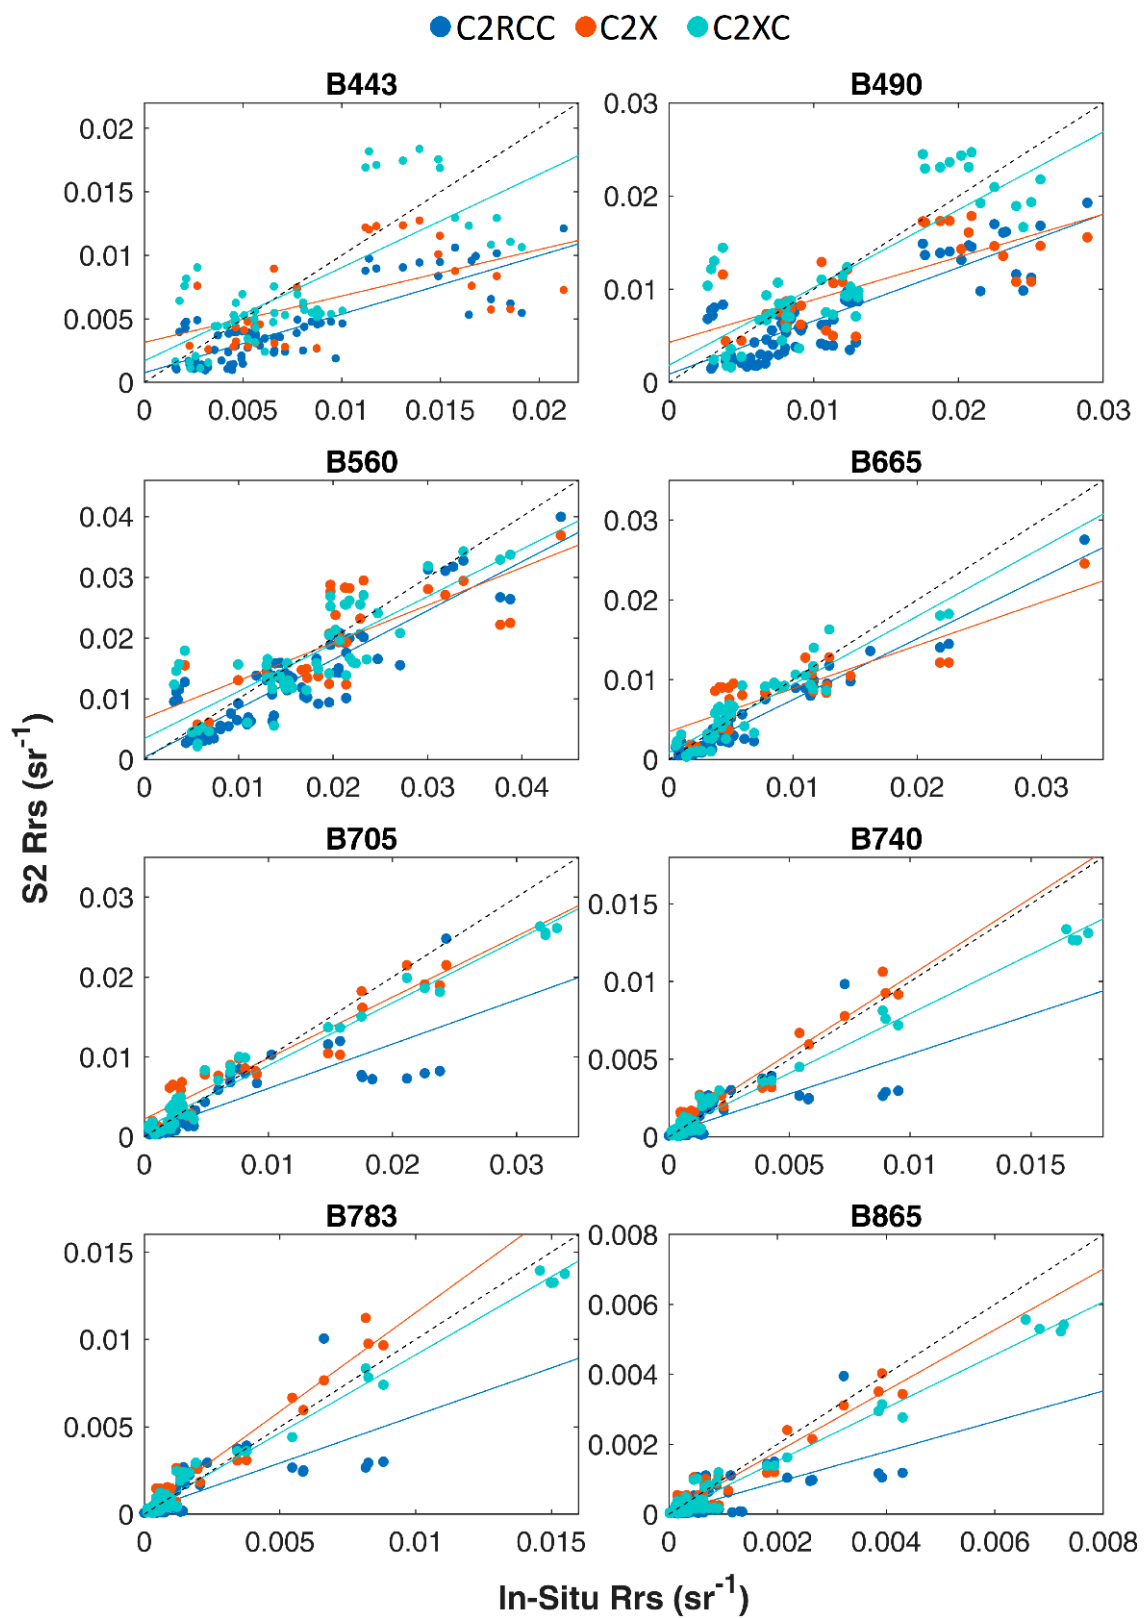 C2RCC C2X C2XC
B443 B490
0.02 0.015 0.01 0.005 0
0 0.005 0.01 0.015 0.02
0.03 0.02 0.01 0
0 0.01 0.02 0.03
B560 B665
0.04 0.03 0.02 0.01 0
0 0.01 0.02 0.03 0.04
0.03 0.02 0.01 0
0 0.01 0.02 0.03
S2 Rrs (sr-1)
B705 B740
0.03 0.02 0.01 0
0 0.01 0.02 0.03
0.015 0.01 0.005 0
0 0.005 0.01 0.015
B783 B865
0.015 0.01 0.005 0
0 0.005 0.01 0.015
0.008 0.006 0.004 0.002 0
0 0.002 0.004 0.006 0.008
In-Situ Rrs (sr-1)